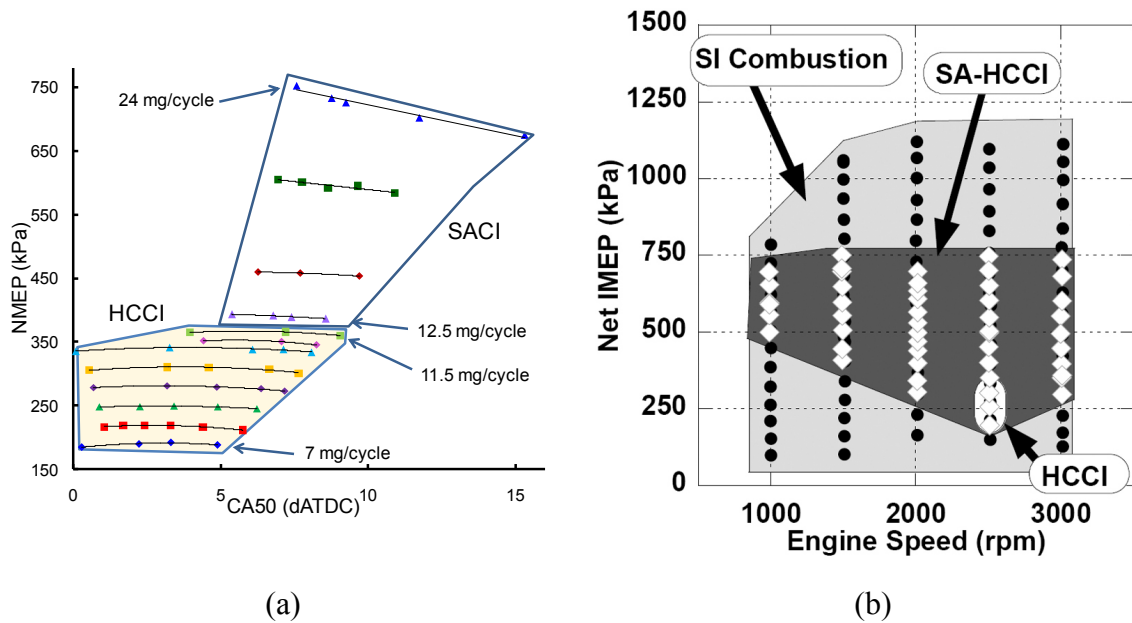 750
650
550
450
350
250
150
0
5
10
15
NMEP (kPa)
CA50 (dATDC)
24 mg/cycle
SACI
HCCI
12.5 mg/cycle
11.5 mg/cycle
7 mg/cycle
(a)
1500
1250
1000
750
500
250
0
1000
2000
3000
Net IMEP (kPa)
Engine Speed (rpm)
SI Combustion
SA-HCCI
HCCI
(b)